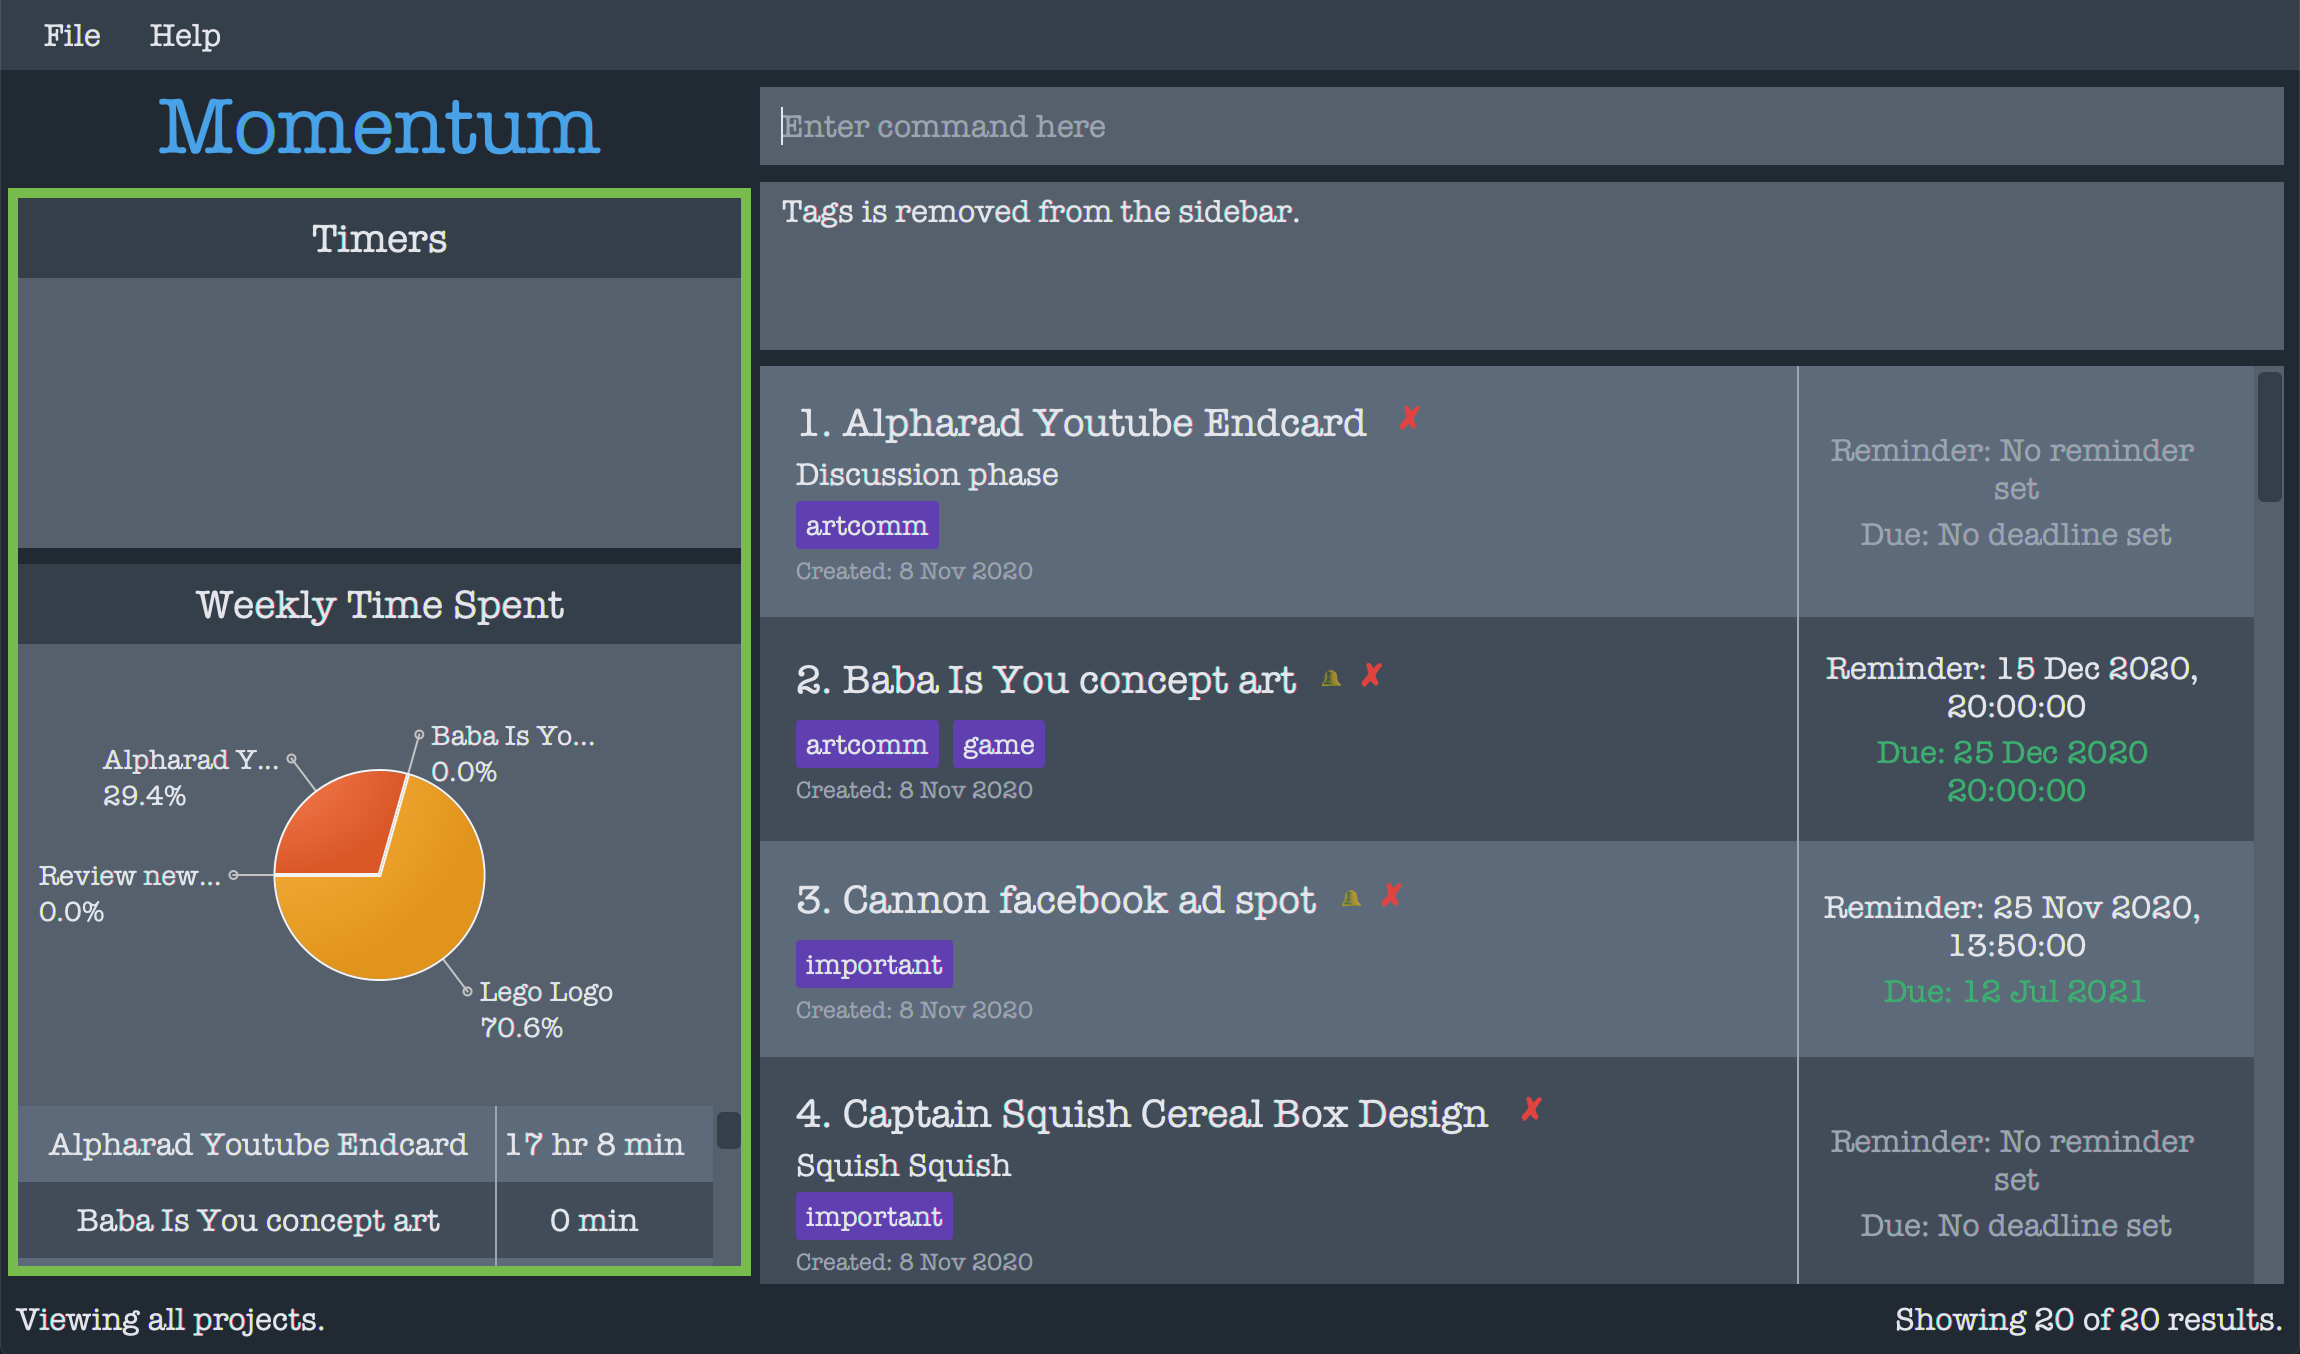 File Help
Momentum
Timers
Weekly Time Spent
Baba Is Yo...
0.0%
Alpharad Y...
29.4%
Review new...
0.0%
Lego Logo
70.6%
Alpharad Youtube Endcard 17 hr 8 min
Baba Is You concept art 0 min
Enter command here
Tags is removed from the sidebar.
1. Alpharad Youtube Endcard ✘
Discussion phase
artcomm
Created: 8 Nov 2020
Reminder: No reminder
set
Due: No deadline set
2. Baba Is You concept art 🔔 ✘
artcomm game
Created: 8 Nov 2020
Reminder: 15 Dec 2020,
20:00:00
Due: 25 Dec 2020
20:00:00
3. Cannon facebook ad spot 🔔 ✘
important
Created: 8 Nov 2020
Reminder: 25 Nov 2020,
13:50:00
Due: 12 Jul 2021
4. Captain Squish Cereal Box Design ✘
Squish Squish
important
Created: 8 Nov 2020
Reminder: No reminder
set
Due: No deadline set
Viewing all projects.
Showing 20 of 20 results.